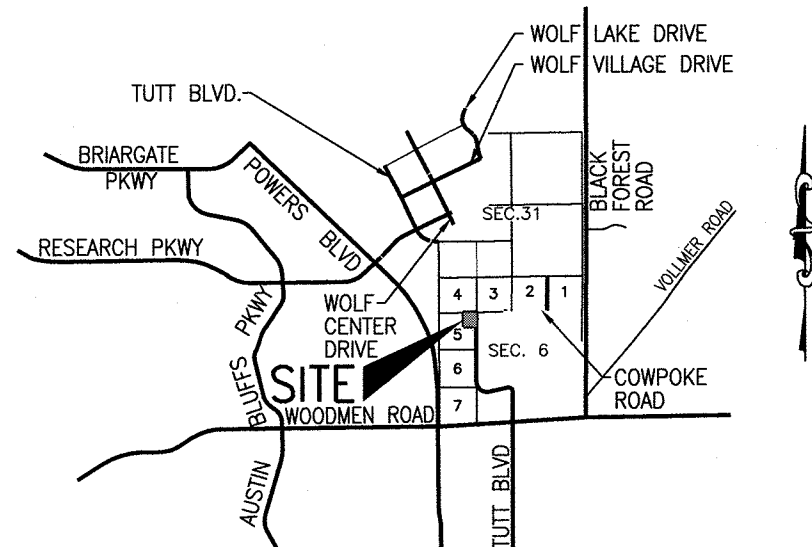 WOLF LAKE DRIVE
WOLF VILLAGE DRIVE
TUTT BLVD.
BRIARGATE
PKWY
POWERS BLVD
BLACK
FOREST
ROAD
SEC.31
VOLLMER ROAD
RESEARCH PKWY
WOLF
CENTER
DRIVE
4
3
2
1
5
SEC. 6
6
7
SITE
COWPOKE
ROAD
WOODMEN ROAD
AUSTIN BLUFFS PKWY
TUTT BLVD